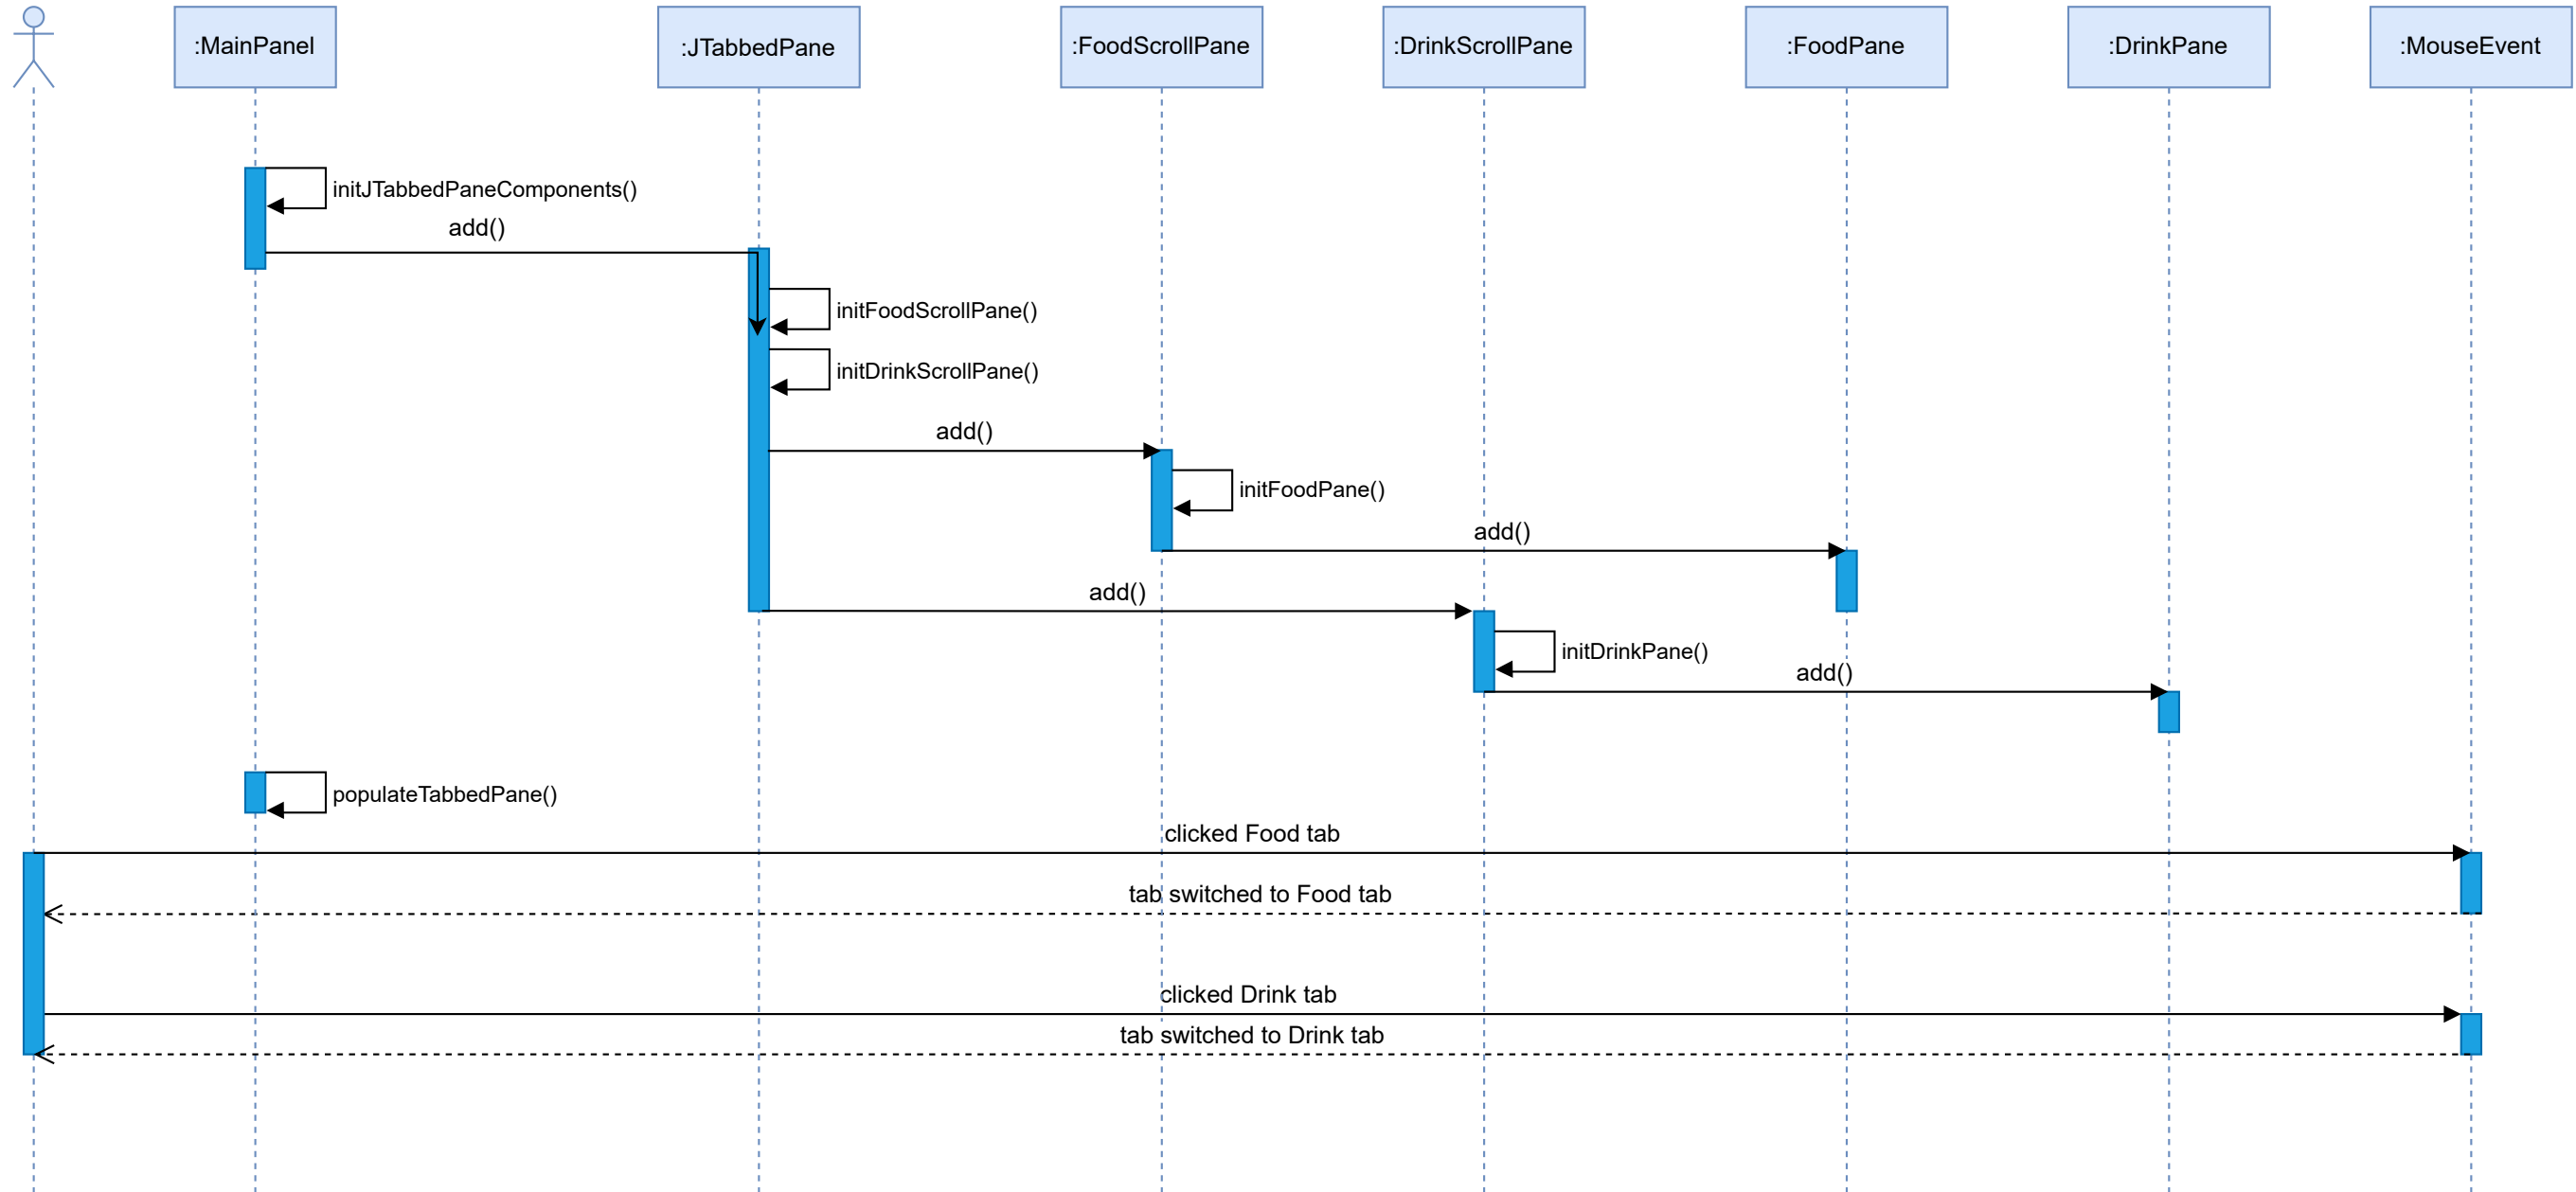 :MainPanel
:JTabbedPane
:FoodScrollPane
:DrinkScrollPane
:FoodPane
:DrinkPane
:MouseEvent
initJTabbedPaneComponents()
add()
initFoodScrollPane()
initDrinkScrollPane()
add()
initFoodPane()
add()
add()
initDrinkPane()
add()
populateTabbedPane()
clicked Food tab
tab switched to Food tab
clicked Drink tab
tab switched to Drink tab